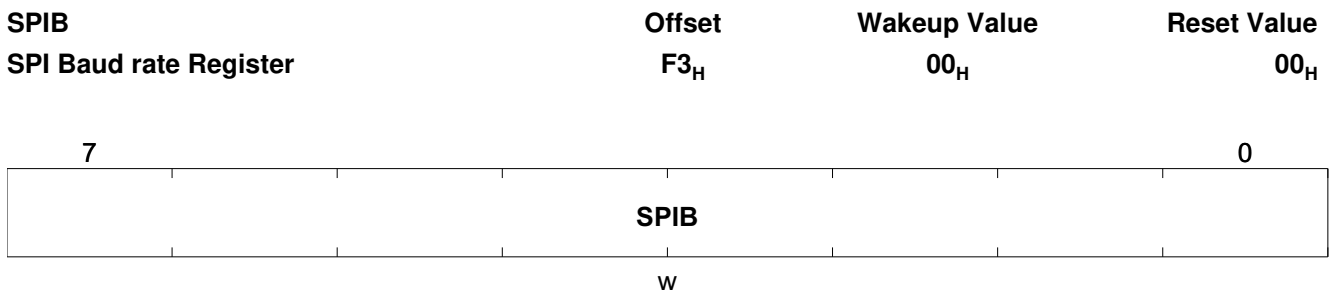 SPIB Offset Wakeup Value Reset Value
SPI Baud rate Register F3H 00H 00H
7 0
SPIB
w